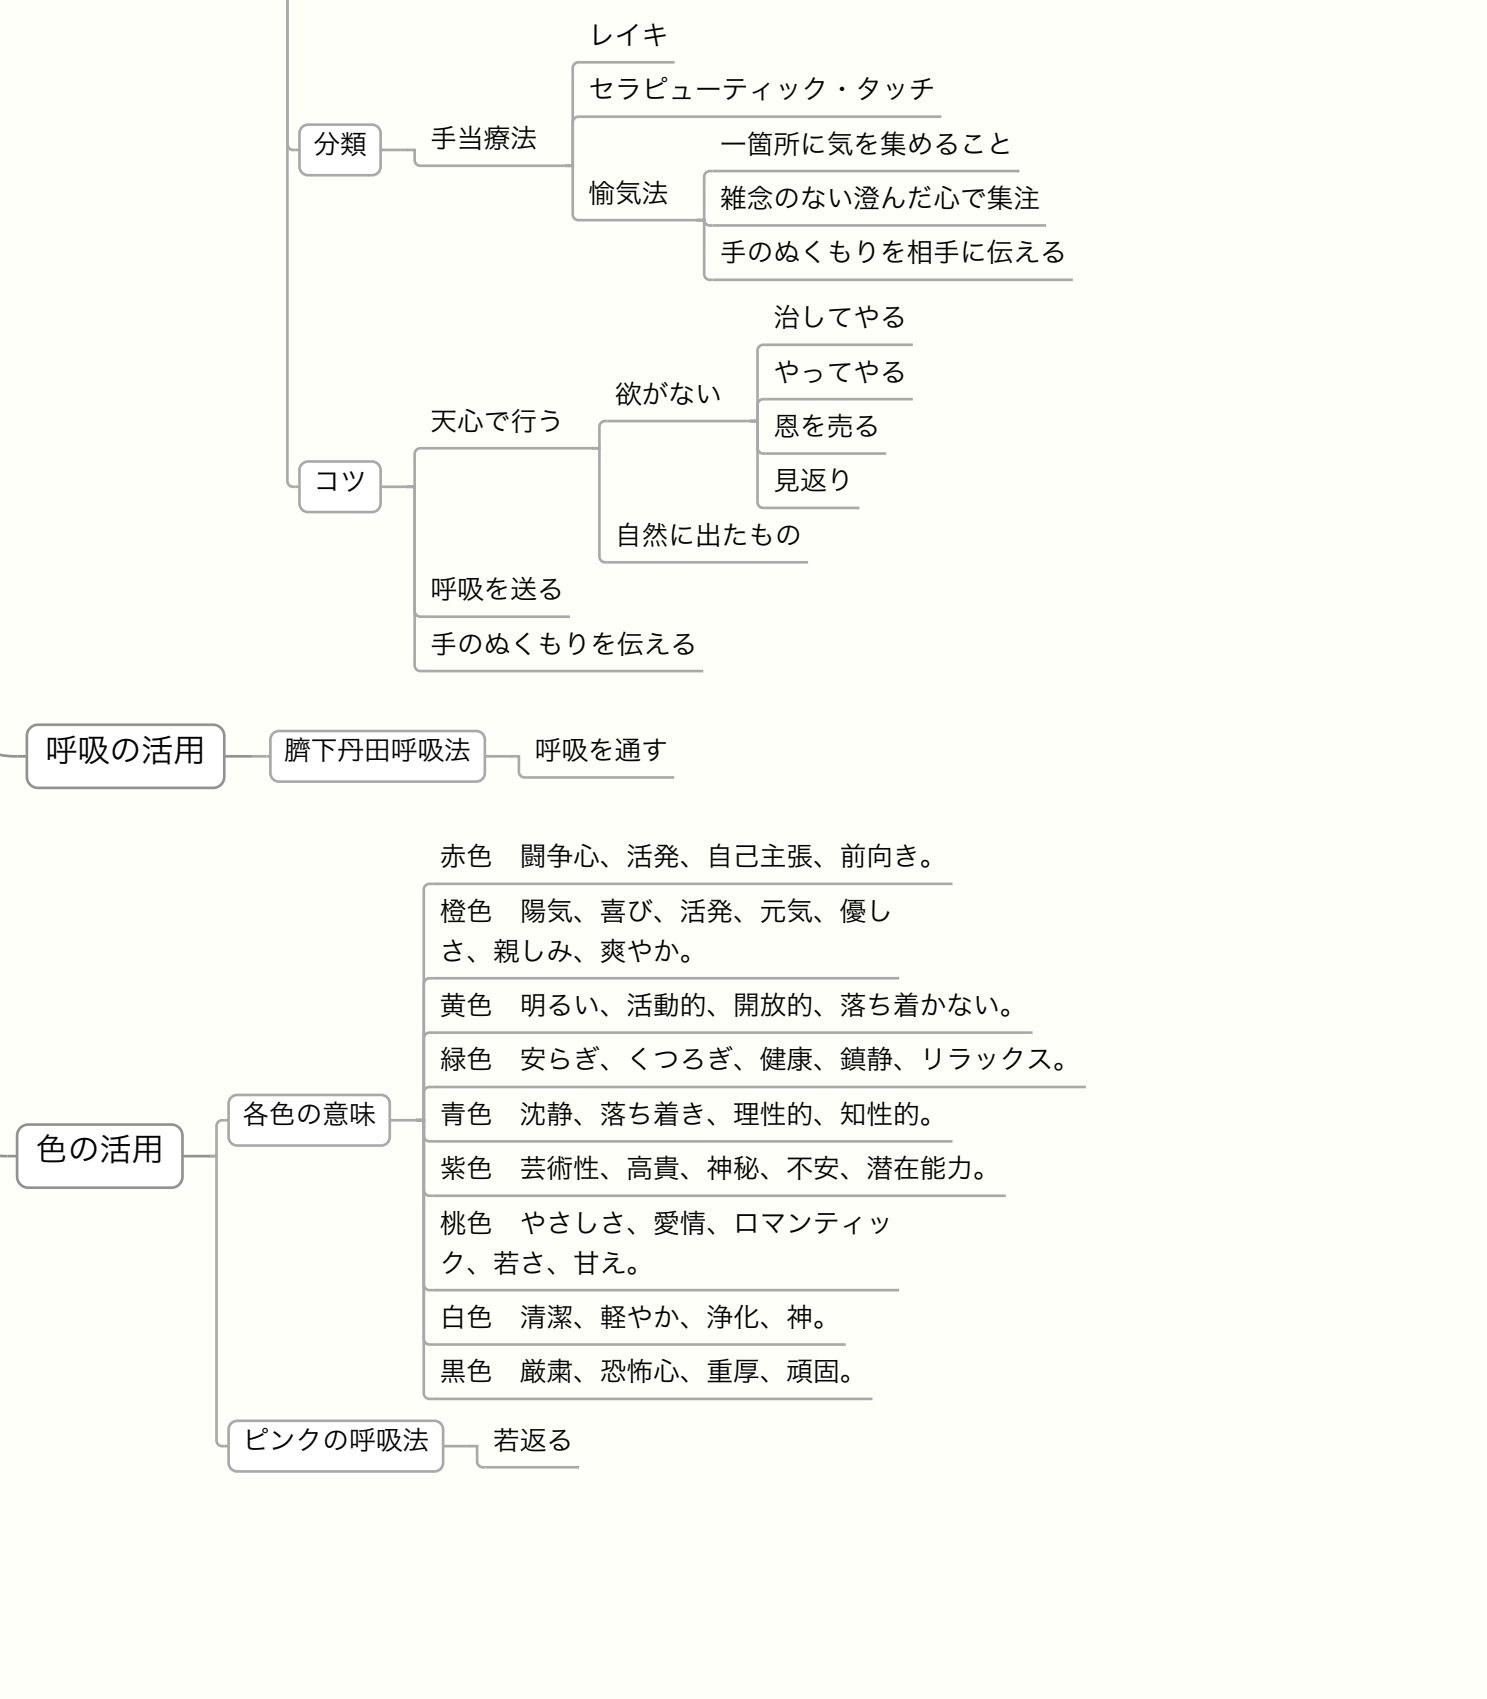 レイキ
セラピューティック・タッチ
分類
手当療法
一箇所に気を集めること
愉気法
雑念のない澄んだ心で集注
手のぬくもりを相手に伝える
治してやる
やってやる
欲がない
天心で行う
恩を売る
コツ
見返り
自然に出たもの
呼吸を送る
手のぬくもりを伝える
呼吸の活用
臍下丹田呼吸法
呼吸を通す
赤色　闘争心、活発、自己主張、前向き。
橙色　陽気、喜び、活発、元気、優し
さ、親しみ、爽やか。
黄色　明るい、活動的、開放的、落ち着かない。
緑色　安らぎ、くつろぎ、健康、鎮静、リラックス。
各色の意味
青色　沈静、落ち着き、理性的、知性的。
色の活用
紫色　芸術性、高貴、神秘、不安、潜在能力。
桃色　やさしさ、愛情、ロマンティッ
ク、若さ、甘え。
白色　清潔、軽やか、浄化、神。
黒色　厳粛、恐怖心、重厚、頑固。
ピンクの呼吸法
若返る